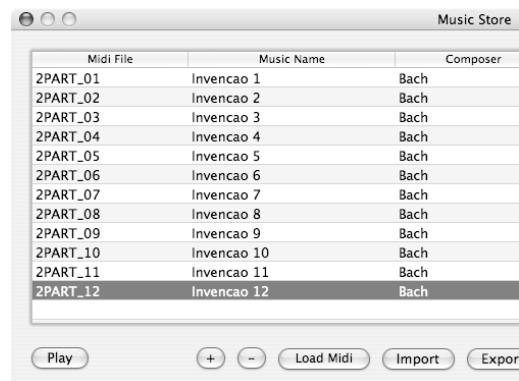 Music Store
Midi File Music Name Composer
2PART_01 Invencao 1 Bach
2PART_02 Invencao 2 Bach
2PART_03 Invencao 3 Bach
2PART_04 Invencao 4 Bach
2PART_05 Invencao 5 Bach
2PART_06 Invencao 6 Bach
2PART_07 Invencao 7 Bach
2PART_08 Invencao 8 Bach
2PART_09 Invencao 9 Bach
2PART_10 Invencao 10 Bach
2PART_11 Invencao 11 Bach
2PART_12 Invencao 12 Bach
Play + - Load Midi Import Expor